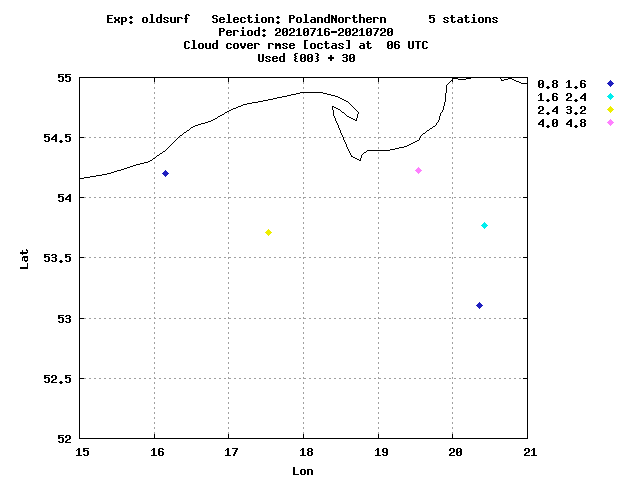 Exp: oldsurf   Selection: PolandNorthern      5 stations
Period: 20210716-20210720
Cloud cover rmse [octas] at  06 UTC
Used {00} + 30
0.8 1.6
1.6 2.4
2.4 3.2
4.0 4.8
55
54.5
54
53.5
53
52.5
52
Lat
15 16 17 18 19 20 21
Lon